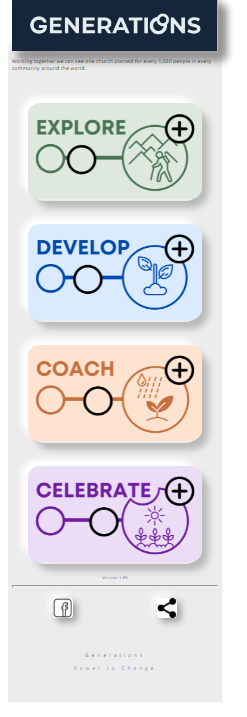 GENERATIONS
Working together we can see one church planted for every 1,000 people in every
community around the world.
EXPLORE
DEVELOP
COACH
CELEBRATE
Generations
Power to Change